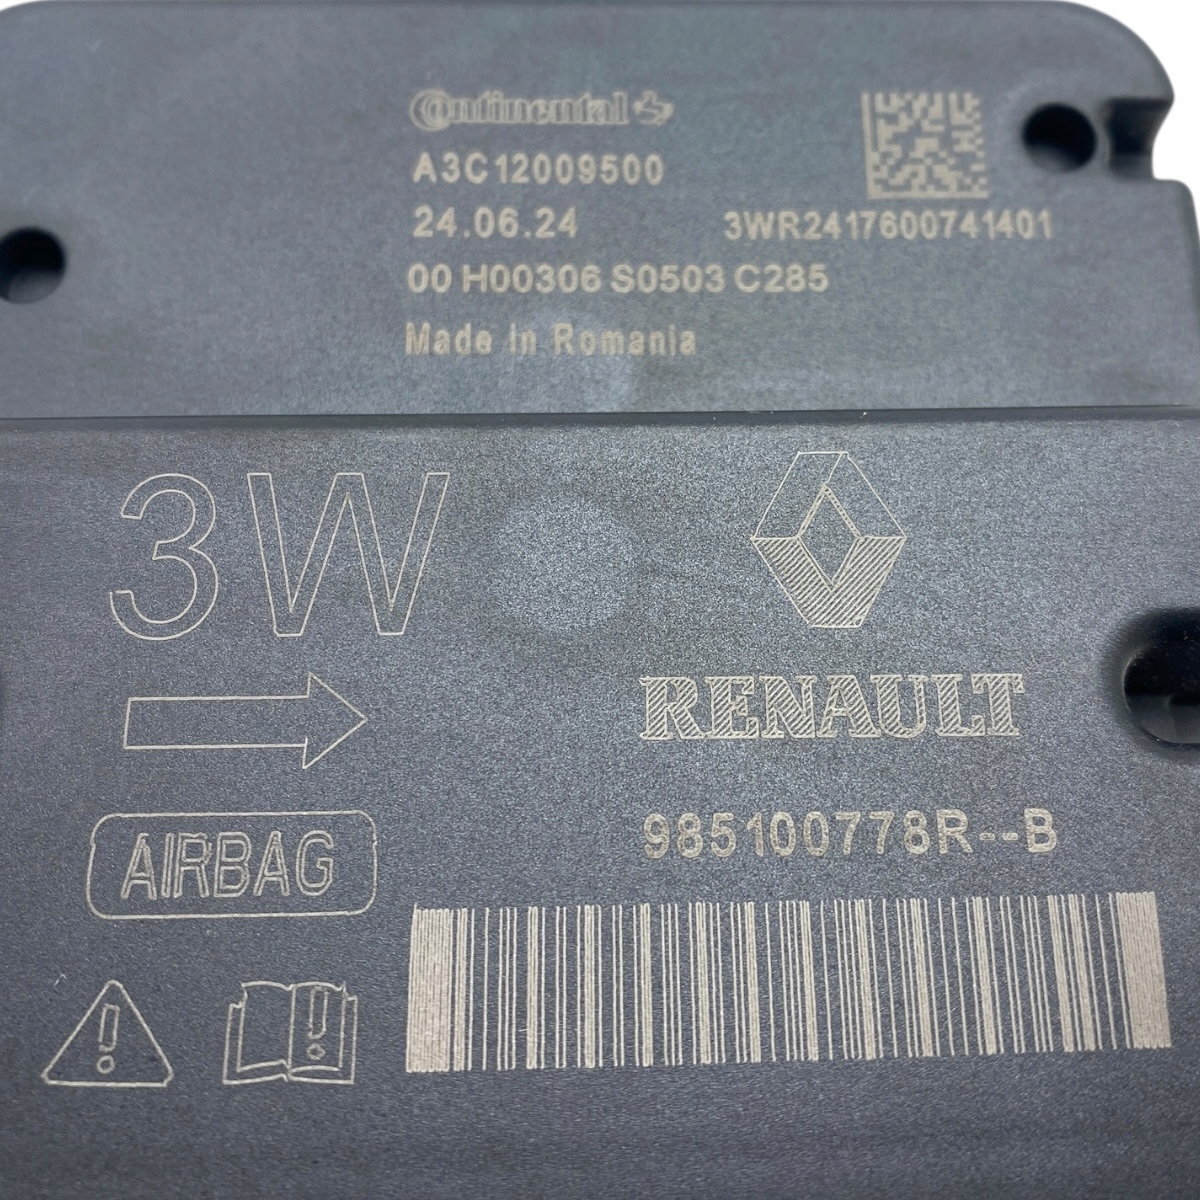 Continental
A3C12009500
24.06.24
3WR2417600741401
00 H00306 S0503 C285
Made in Romania
3W
RENAULT
985100778R--B
AIRBAG